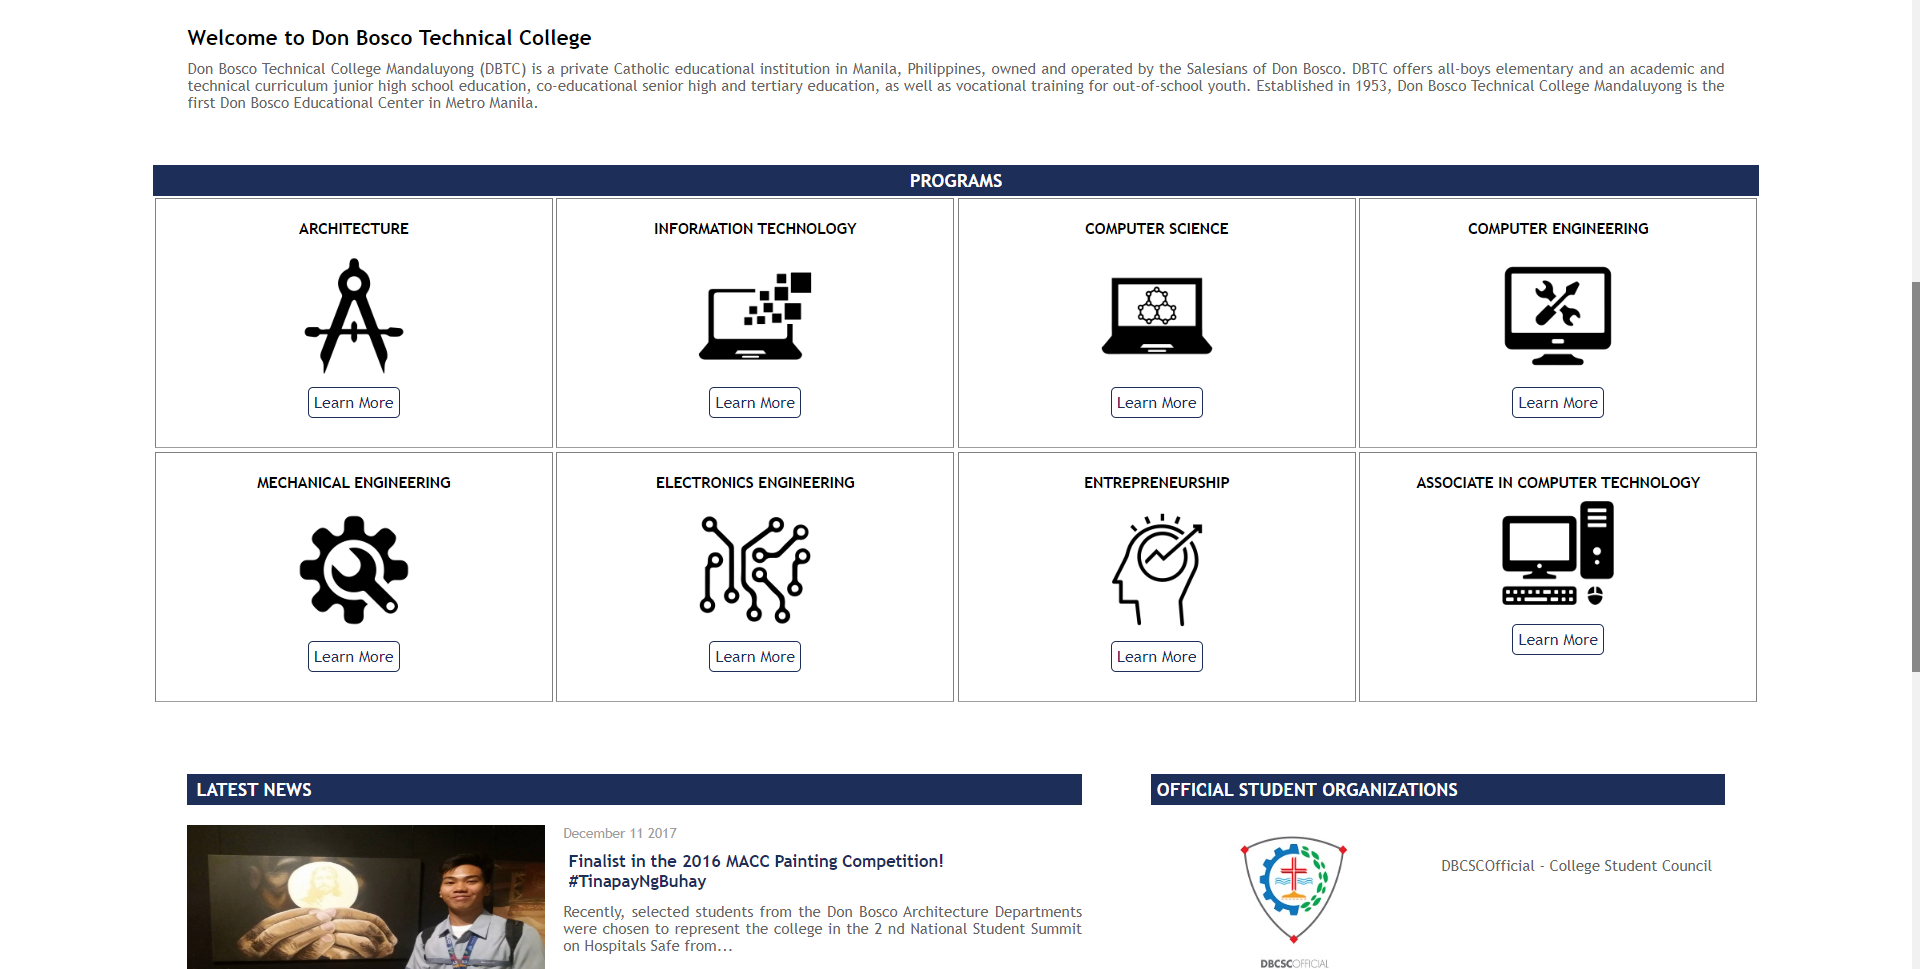 Welcome to Don Bosco Technical College
Don Bosco Technical College Mandaluyong (DBTC) is a private Catholic educational institution in Manila, Philippines, owned and operated by the Salesians of Don Bosco. DBTC offers all-boys elementary and an academic and
technical curriculum junior high school education, co-educational senior high and tertiary education, as well as vocational training for out-of-school youth. Established in 1953, Don Bosco Technical College Mandaluyong is the
first Don Bosco Educational Center in Metro Manila.
PROGRAMS
ARCHITECTURE
Learn More
INFORMATION TECHNOLOGY
Learn More
COMPUTER SCIENCE
Learn More
COMPUTER ENGINEERING
Learn More
MECHANICAL ENGINEERING
Learn More
ELECTRONICS ENGINEERING
Learn More
ENTREPRENEURSHIP
Learn More
ASSOCIATE IN COMPUTER TECHNOLOGY
Learn More
LATEST NEWS
December 11 2017
Finalist in the 2016 MACC Painting Competition!
#TinapayNgBuhay
Recently, selected students from the Don Bosco Architecture Departments
were chosen to represent the college in the 2 nd National Student Summit
on Hospitals Safe from...
OFFICIAL STUDENT ORGANIZATIONS
DBCSCOFFICIAL
DBCSCOfficial - College Student Council